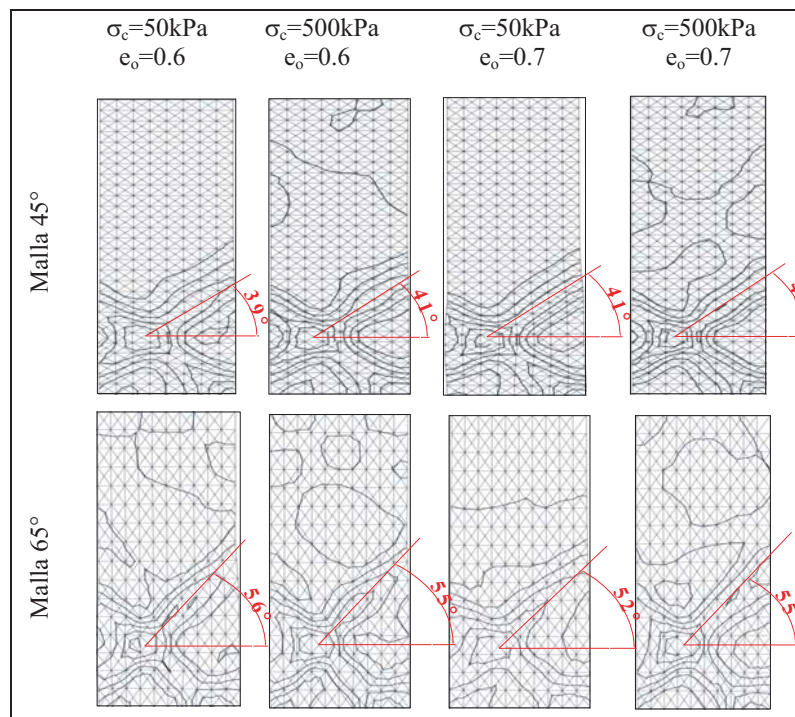 σc=50kPa σc=500kPa σc=50kPa σc=500kPa
eo=0.6 eo=0.6 eo=0.7 eo=0.7
Malla 45°
39° 41° 41°
Malla 65°
56° 55° 52° 55